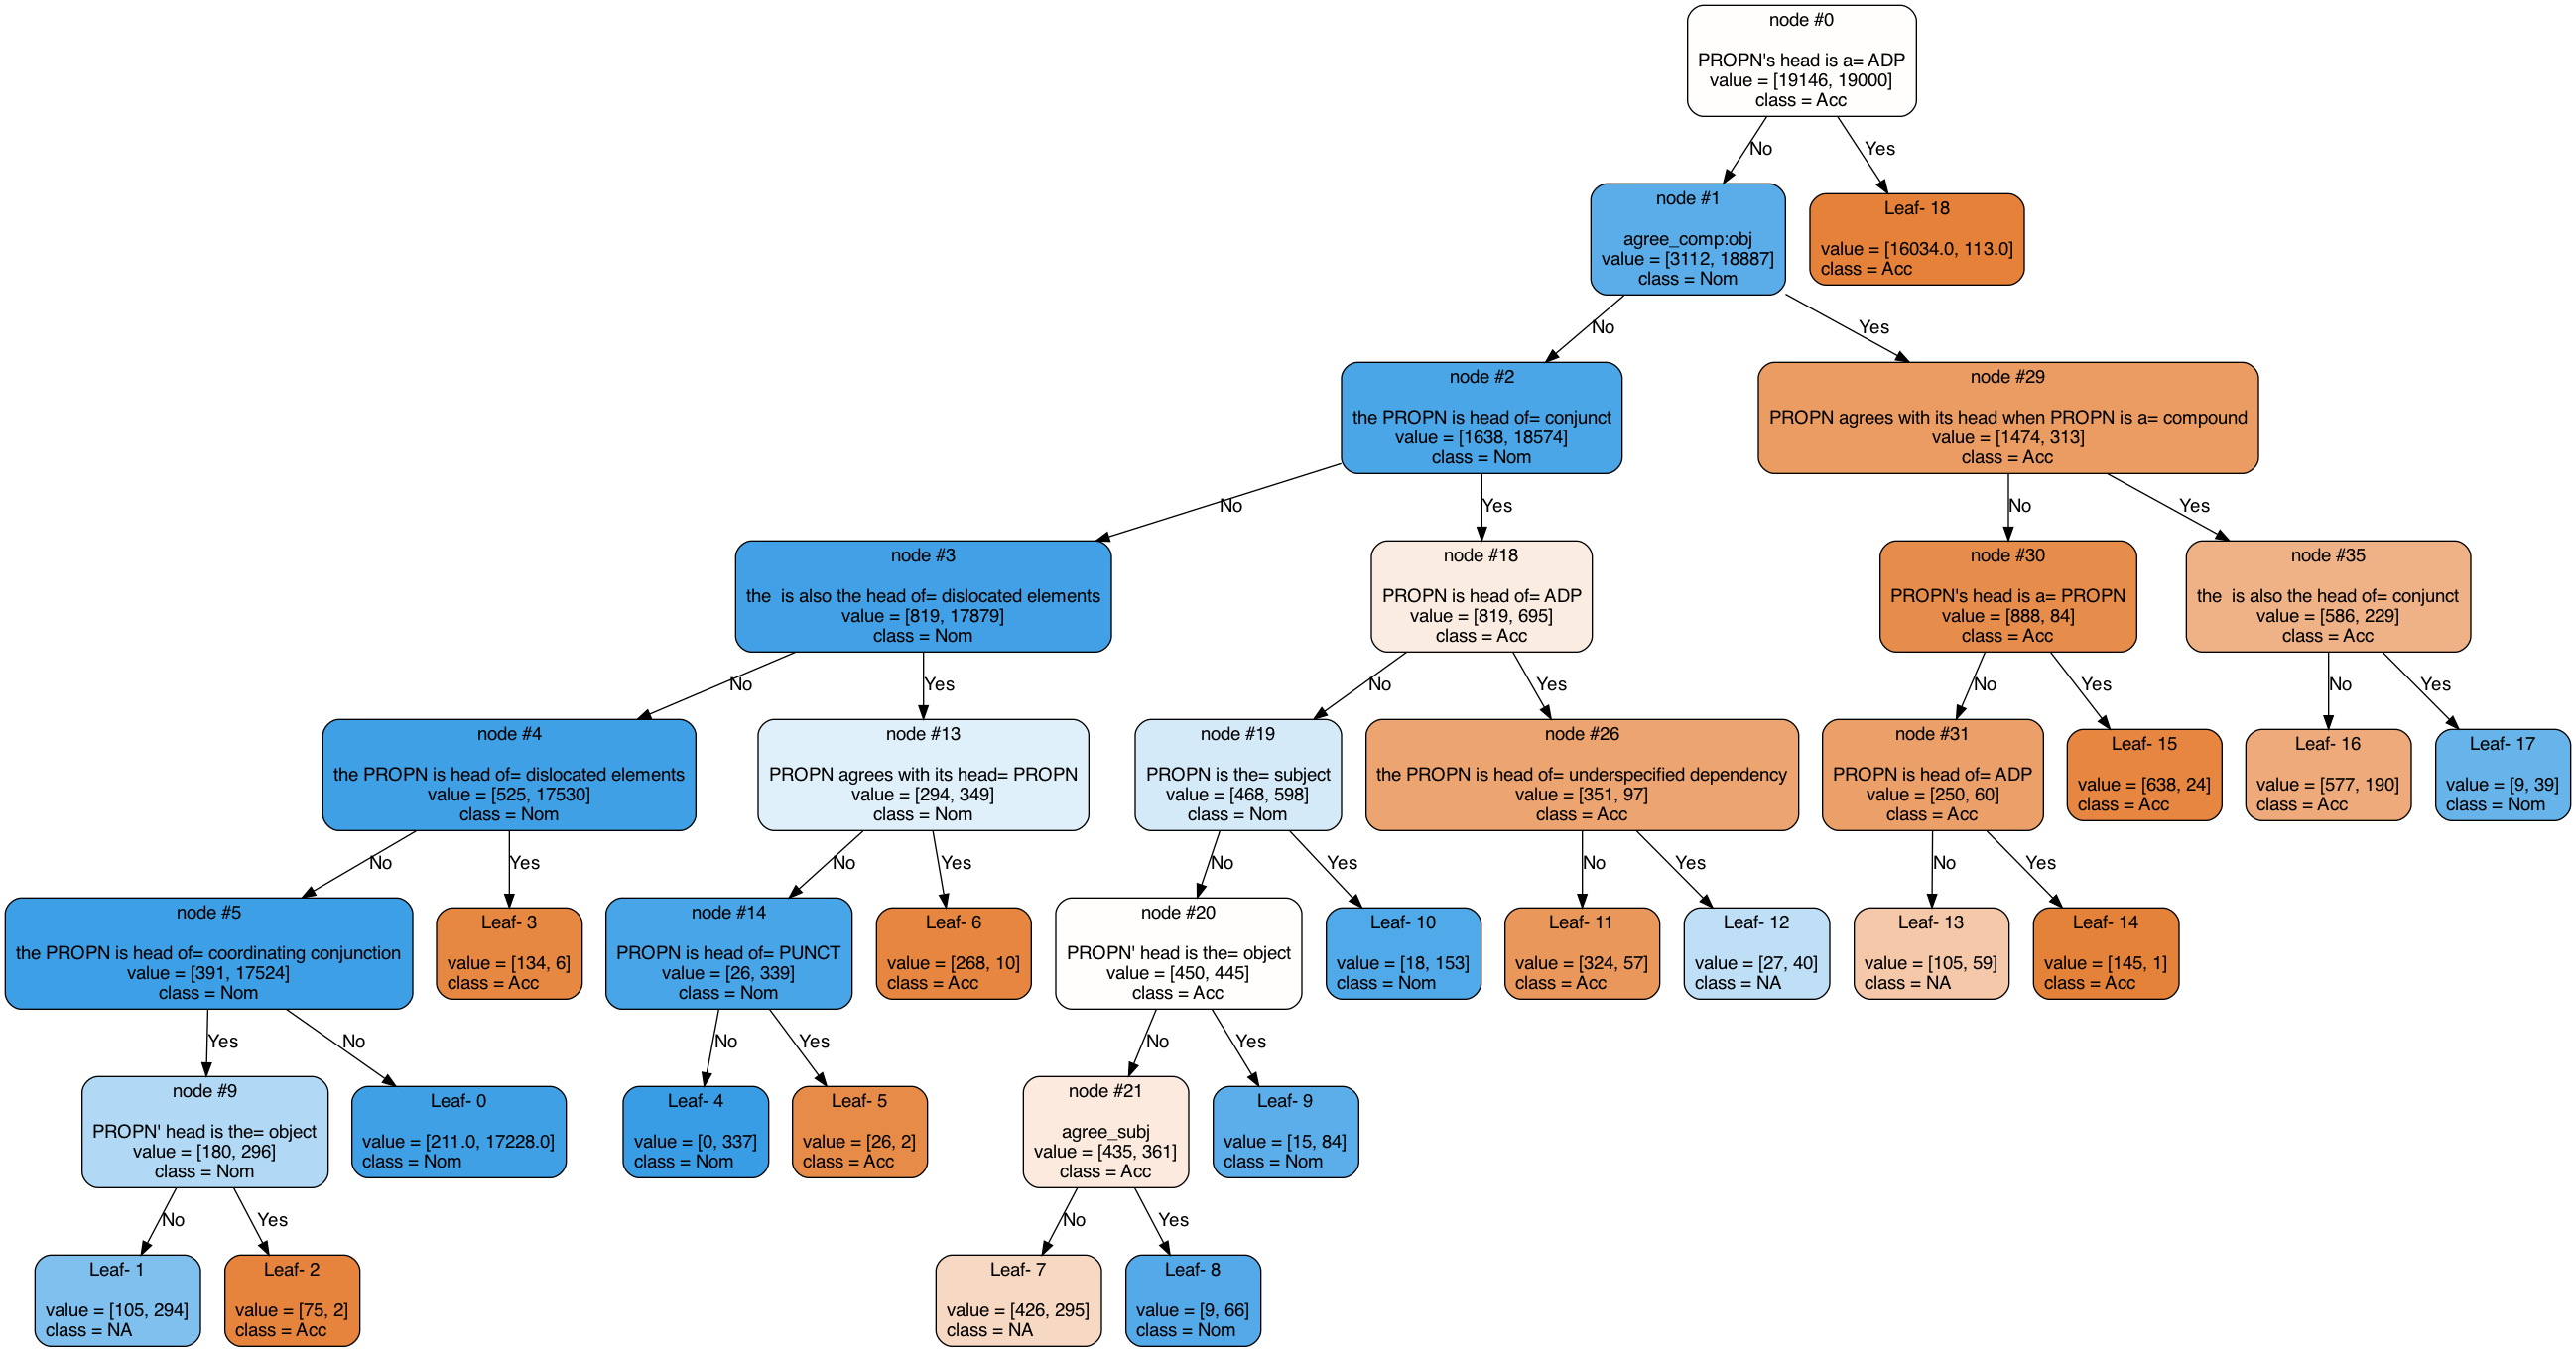 node #0
PROPN's head is a= ADP
value = [19146, 19000]
class = Acc
No
Yes
node #1
agree_comp:obj
value = [3112, 18887]
class = Nom
Leaf- 18
value = [16034.0, 113.0]
class = Acc
No
Yes
node #2
the PROPN is head of= conjunct
value = [1638, 18574]
class = Nom
node #29
PROPN agrees with its head when PROPN is a= compound
value = [1474, 313]
class = Acc
No
Yes
No
Yes
node #3
the  is also the head of= dislocated elements
value = [819, 17879]
class = Nom
node #18
PROPN is head of= ADP
value = [819, 695]
class = Acc
node #30
PROPN's head is a= PROPN
value = [888, 84]
class = Acc
node #35
the  is also the head of= conjunct
value = [586, 229]
class = Acc
No
Yes
No
Yes
No
Yes
No
Yes
node #4
the PROPN is head of= dislocated elements
value = [525, 17530]
class = Nom
node #13
PROPN agrees with its head= PROPN
value = [294, 349]
class = Nom
node #19
PROPN is the= subject
value = [468, 598]
class = Nom
node #26
the PROPN is head of= underspecified dependency
value = [351, 97]
class = Acc
node #31
PROPN is head of= ADP
value = [250, 60]
class = Acc
Leaf- 15
value = [638, 24]
class = Acc
Leaf- 16
value = [577, 190]
class = Acc
Leaf- 17
value = [9, 39]
class = Nom
No
Yes
No
Yes
No
Yes
No
Yes
No
Yes
node #5
the PROPN is head of= coordinating conjunction
value = [391, 17524]
class = Nom
Leaf- 3
value = [134, 6]
class = Acc
node #14
PROPN is head of= PUNCT
value = [26, 339]
class = Nom
Leaf- 6
value = [268, 10]
class = Acc
node #20
PROPN' head is the= object
value = [450, 445]
class = Acc
Leaf- 10
value = [18, 153]
class = Nom
Leaf- 11
value = [324, 57]
class = Acc
Leaf- 12
value = [27, 40]
class = NA
Leaf- 13
value = [105, 59]
class = NA
Leaf- 14
value = [145, 1]
class = Acc
Yes
No
No
Yes
No
Yes
node #9
PROPN' head is the= object
value = [180, 296]
class = Nom
Leaf- 0
value = [211.0, 17228.0]
class = Nom
Leaf- 4
value = [0, 337]
class = Nom
Leaf- 5
value = [26, 2]
class = Acc
node #21
agree_subj
value = [435, 361]
class = Acc
Leaf- 9
value = [15, 84]
class = Nom
No
Yes
No
Yes
Leaf- 1
value = [105, 294]
class = NA
Leaf- 2
value = [75, 2]
class = Acc
Leaf- 7
value = [426, 295]
class = NA
Leaf- 8
value = [9, 66]
class = Nom